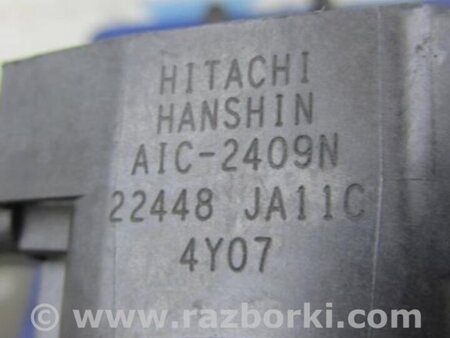 HITACHI
HANSHIN
AIC-2409N
22448 JA11C
4Y07
www.razborki.com